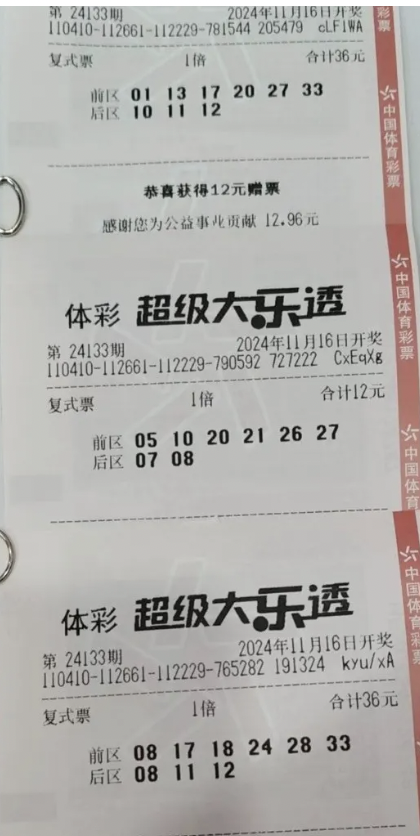 第 24133期 2024年11月16日开奖
110410-112661-112229-781544 205479 cLF1WA
复式票 1倍 合计36元
前区 01 13 17 20 27 33
后区 10 11 12
恭喜获得12元赠票
感谢您为公益事业贡献 12.96元
体彩 超级大乐透
第 24133期 2024年11月16日开奖
110410-112661-112229-790592 727222 CxEqXg
复式票 1倍 合计12元
前区 05 10 20 21 26 27
后区 07 08
体彩 超级大乐透
第 24133期 2024年11月16日开奖
110410-112661-112229-765282 191324 kyu/xA
复式票 1倍 合计36元
前区 08 17 18 24 28 33
后区 08 11 12
彩票
中国体育彩票
中国体育彩票
中国体育
中国体育彩票